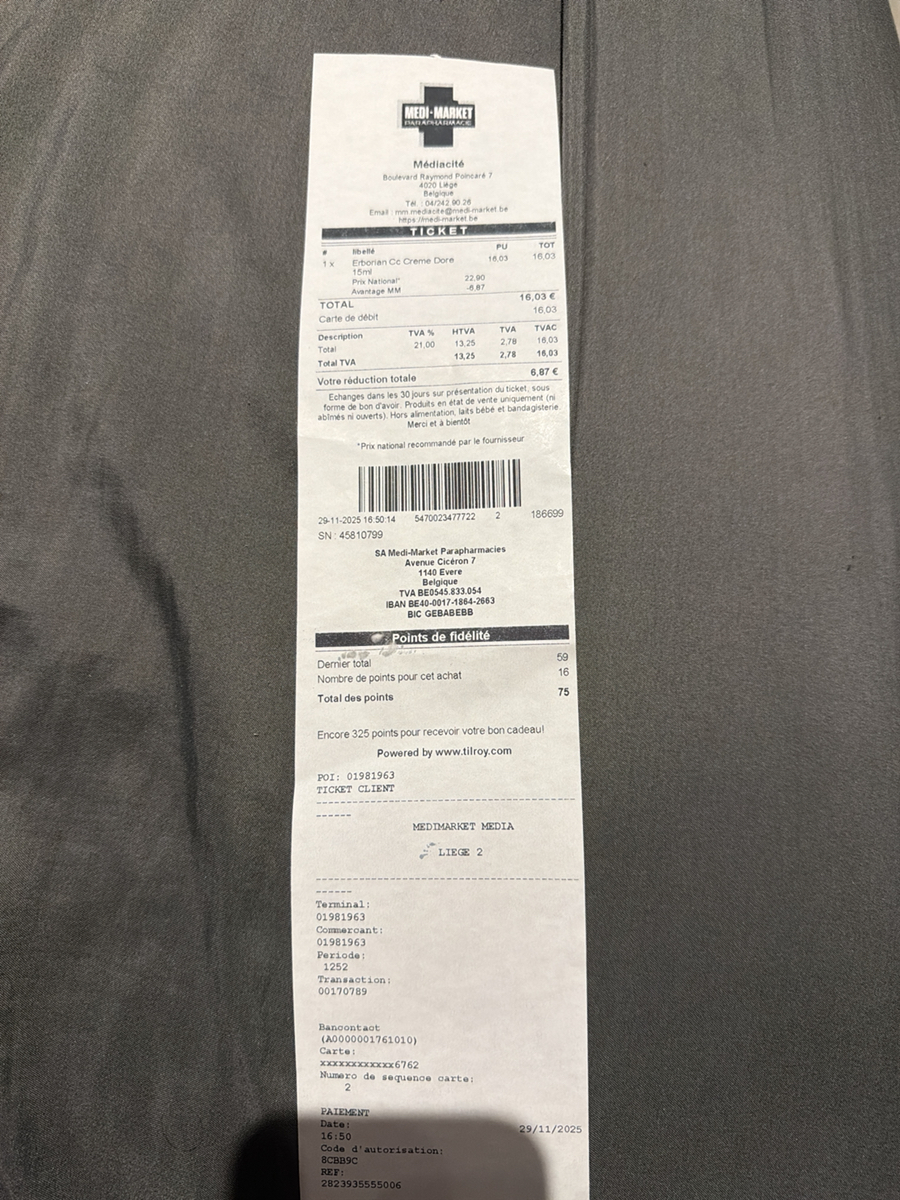 MEDI-MARKET
PARAPHARMACIE
Médiacité
Boulevard Raymond Poincaré 7
4020 Liège
Belgique
Tél. : 04/242.90.26
Email : mm.mediacite@medi-market.be
https://medi-market.be
TICKET
# libellé PU TOT
1 x Erborian Cc Creme Dore 16,03 16,03
15ml
Prix National* 22,90
Avantage MM -6,87
TOTAL 16,03 €
Carte de débit 16,03
Description TVA % HTVA TVA TVAC
Total 21,00 13,25 2,78 16,03
Total TVA 13,25 2,78 16,03
Votre réduction totale 6,87 €
Echanges dans les 30 jours sur présentation du ticket, sous
forme de bon d'avoir. Produits en état de vente uniquement (ni
abîmés ni ouverts). Hors alimentation, laits bébé et bandagisterie.
Merci et à bientôt
*Prix national recommandé par le fournisseur
29-11-2025 16:50:14 5470023477722 2 186699
SN : 45810799
SA Medi-Market Parapharmacies
Avenue Cicéron 7
1140 Evere
Belgique
TVA BE0545.833.054
IBAN BE40-0017-1864-2663
BIC GEBABEBB
Points de fidélité
Dernier total 59
Nombre de points pour cet achat 16
Total des points 75
Encore 325 points pour recevoir votre bon cadeau!
Powered by www.tilroy.com
POI: 01981963
TICKET CLIENT
MEDIMARKET MEDIA
LIEGE 2
Terminal:
01981963
Commercant:
01981963
Periode:
1252
Transaction:
00170789
Bancontact
(A0000001761010)
Carte:
xxxxxxxxxxxx6762
Numero de sequence carte:
2
PAIEMENT
Date: 29/11/2025
16:50
Code d'autorisation:
8CBB9C
REF:
2823935555006